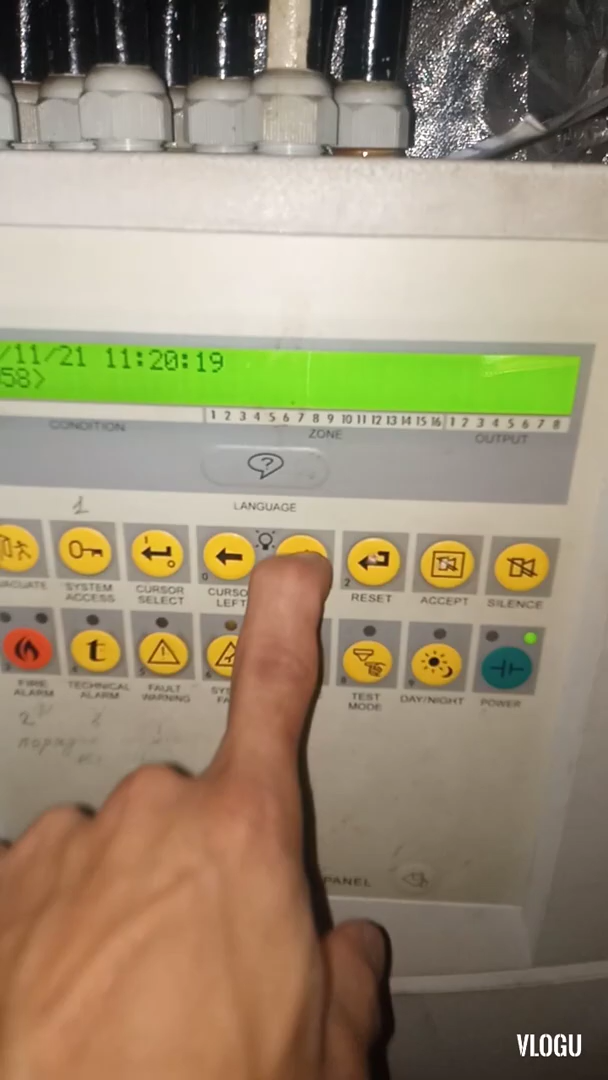 /11/21 11:20:19
58>
1 2 3 4 5 6 7 8 9 10 11 12 13 14 15 16 1 2 3 4 5 6 7 8
CONDITION ZONE OUTPUT
?
LANGUAGE
1
0 2
SYSTEM ACCESS CURSOR SELECT RESET ACCEPT SILENCE
FIRE ALARM TECHNICAL ALARM FAULT WARNING TEST MODE DAY/NIGHT POWER
PANEL
VLOGU